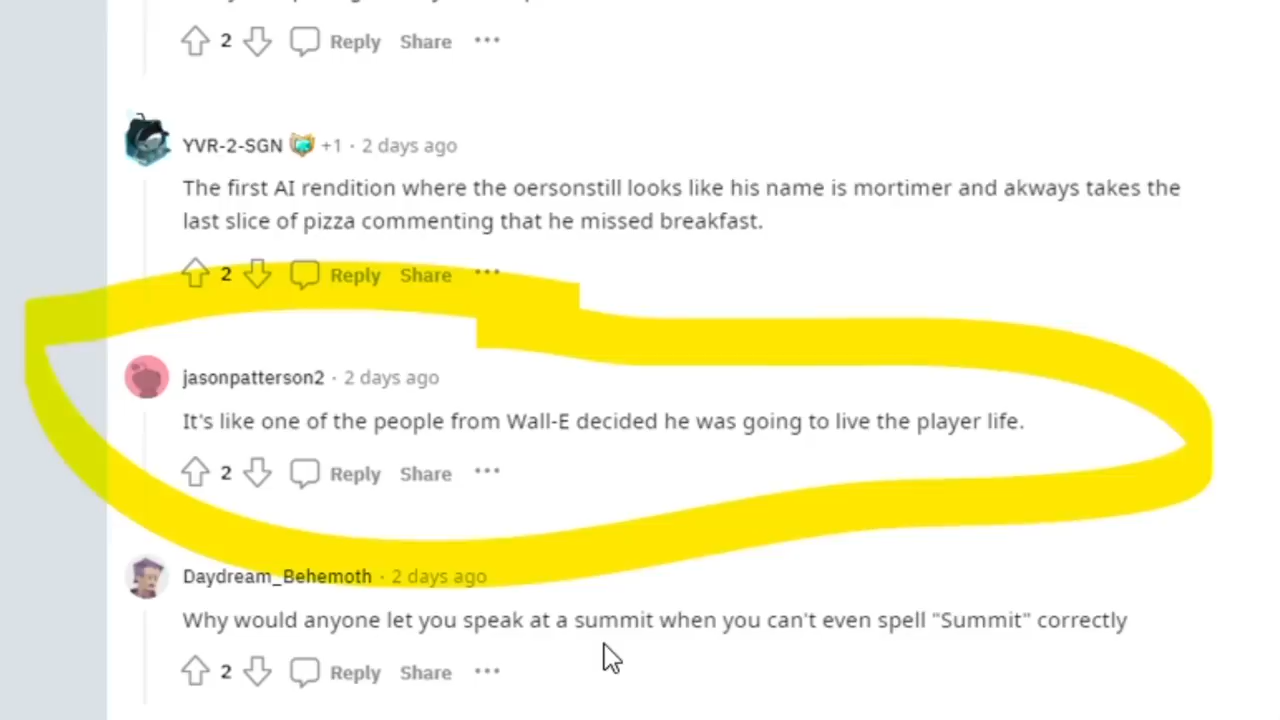 2 Reply Share
YVR-2-SGN +1 · 2 days ago
The first AI rendition where the oersonstill looks like his name is mortimer and akways takes the
last slice of pizza commenting that he missed breakfast.
2 Reply Share
jasonpatterson2 · 2 days ago
It's like one of the people from Wall-E decided he was going to live the player life.
2 Reply Share
Daydream_Behemoth · 2 days ago
Why would anyone let you speak at a summit when you can't even spell "Summit" correctly
2 Reply Share